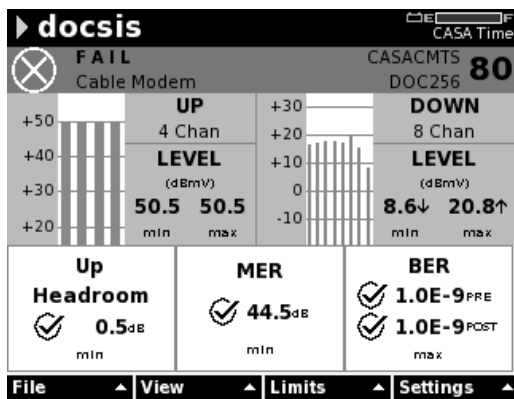 docsis
E F
CASA Time
FAIL
Cable Modem
CASACMTS
DOC256
80
UP
4 Chan
LEVEL
(dBmV)
50.5 50.5
min max
+50
+40
+30
+20
DOWN
8 Chan
LEVEL
(dBmV)
8.6↓ 20.8↑
min max
+30
+20
+10
0
-10
Up
Headroom
0.5dB
min
MER
44.5dB
min
BER
1.0E-9PRE
1.0E-9POST
max
File View Limits Settings